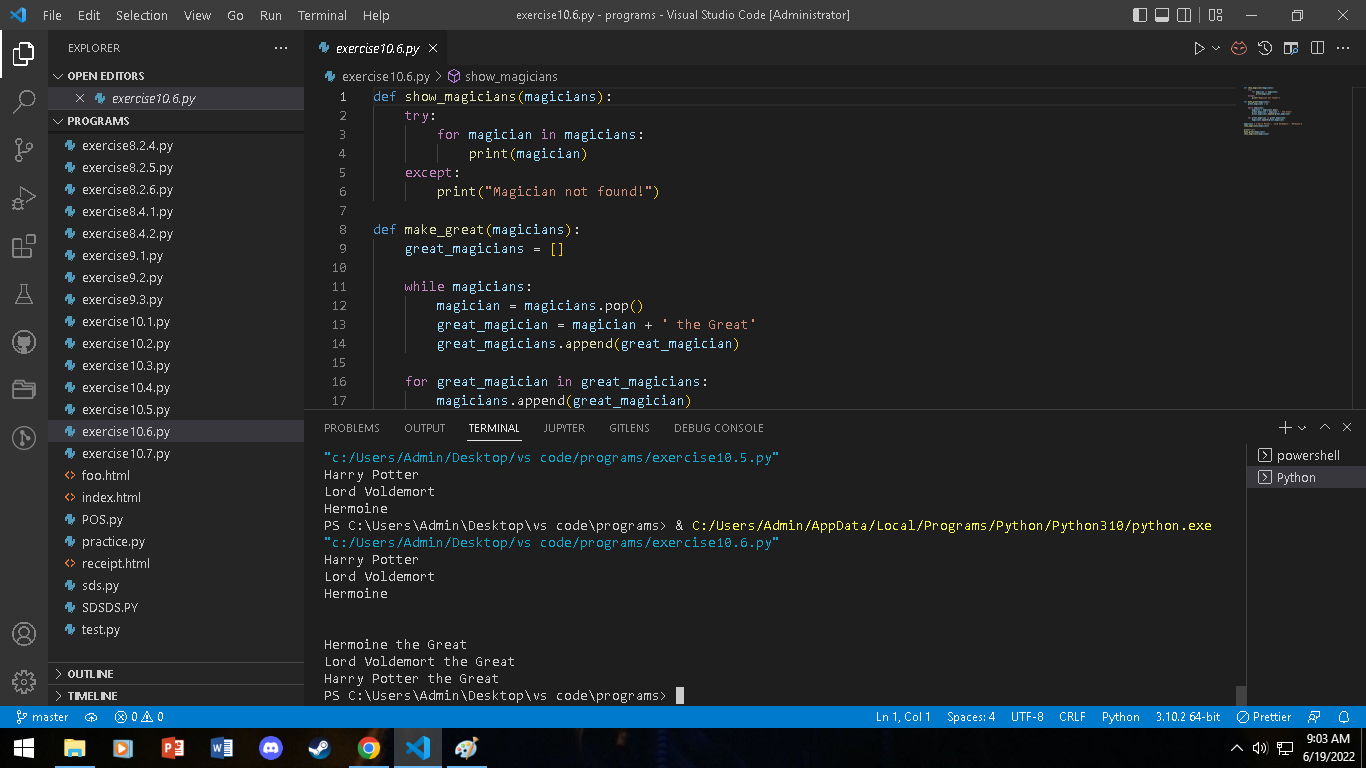 File Edit Selection View Go Run Terminal Help
exercise10.6.py - programs - Visual Studio Code [Administrator]
EXPLORER
OPEN EDITORS
exercise10.6.py
PROGRAMS
exercise8.2.4.py
exercise8.2.5.py
exercise8.2.6.py
exercise8.4.1.py
exercise8.4.2.py
exercise9.1.py
exercise9.2.py
exercise9.3.py
exercise10.1.py
exercise10.2.py
exercise10.3.py
exercise10.4.py
exercise10.5.py
exercise10.6.py
exercise10.7.py
foo.html
index.html
POS.py
practice.py
receipt.html
sds.py
SDSDS.PY
test.py
OUTLINE
TIMELINE
exercise10.6.py
exercise10.6.py > show_magicians
1 def show_magicians(magicians):
2 try:
3 for magician in magicians:
4 print(magician)
5 except:
6 print("Magician not found!")
7
8 def make_great(magicians):
9 great_magicians = []
10
11 while magicians:
12 magician = magicians.pop()
13 great_magician = magician + ' the Great'
14 great_magicians.append(great_magician)
15
16 for great_magician in great_magicians:
17 magicians.append(great_magician)
PROBLEMS OUTPUT TERMINAL JUPYTER GITLENS DEBUG CONSOLE
"c:/Users/Admin/Desktop/vs code/programs/exercise10.5.py"
Harry Potter
Lord Voldemort
Hermoine
PS C:\Users\Admin\Desktop\vs code\programs> & C:/Users/Admin/AppData/Local/Programs/Python/Python310/python.exe
"c:/Users/Admin/Desktop/vs code/programs/exercise10.6.py"
Harry Potter
Lord Voldemort
Hermoine
Hermoine the Great
Lord Voldemort the Great
Harry Potter the Great
PS C:\Users\Admin\Desktop\vs code\programs>
powershell
Python
master 0 0 Ln 1, Col 1 Spaces: 4 UTF-8 CRLF Python 3.10.2 64-bit Prettier
9:03 AM
6/19/2022